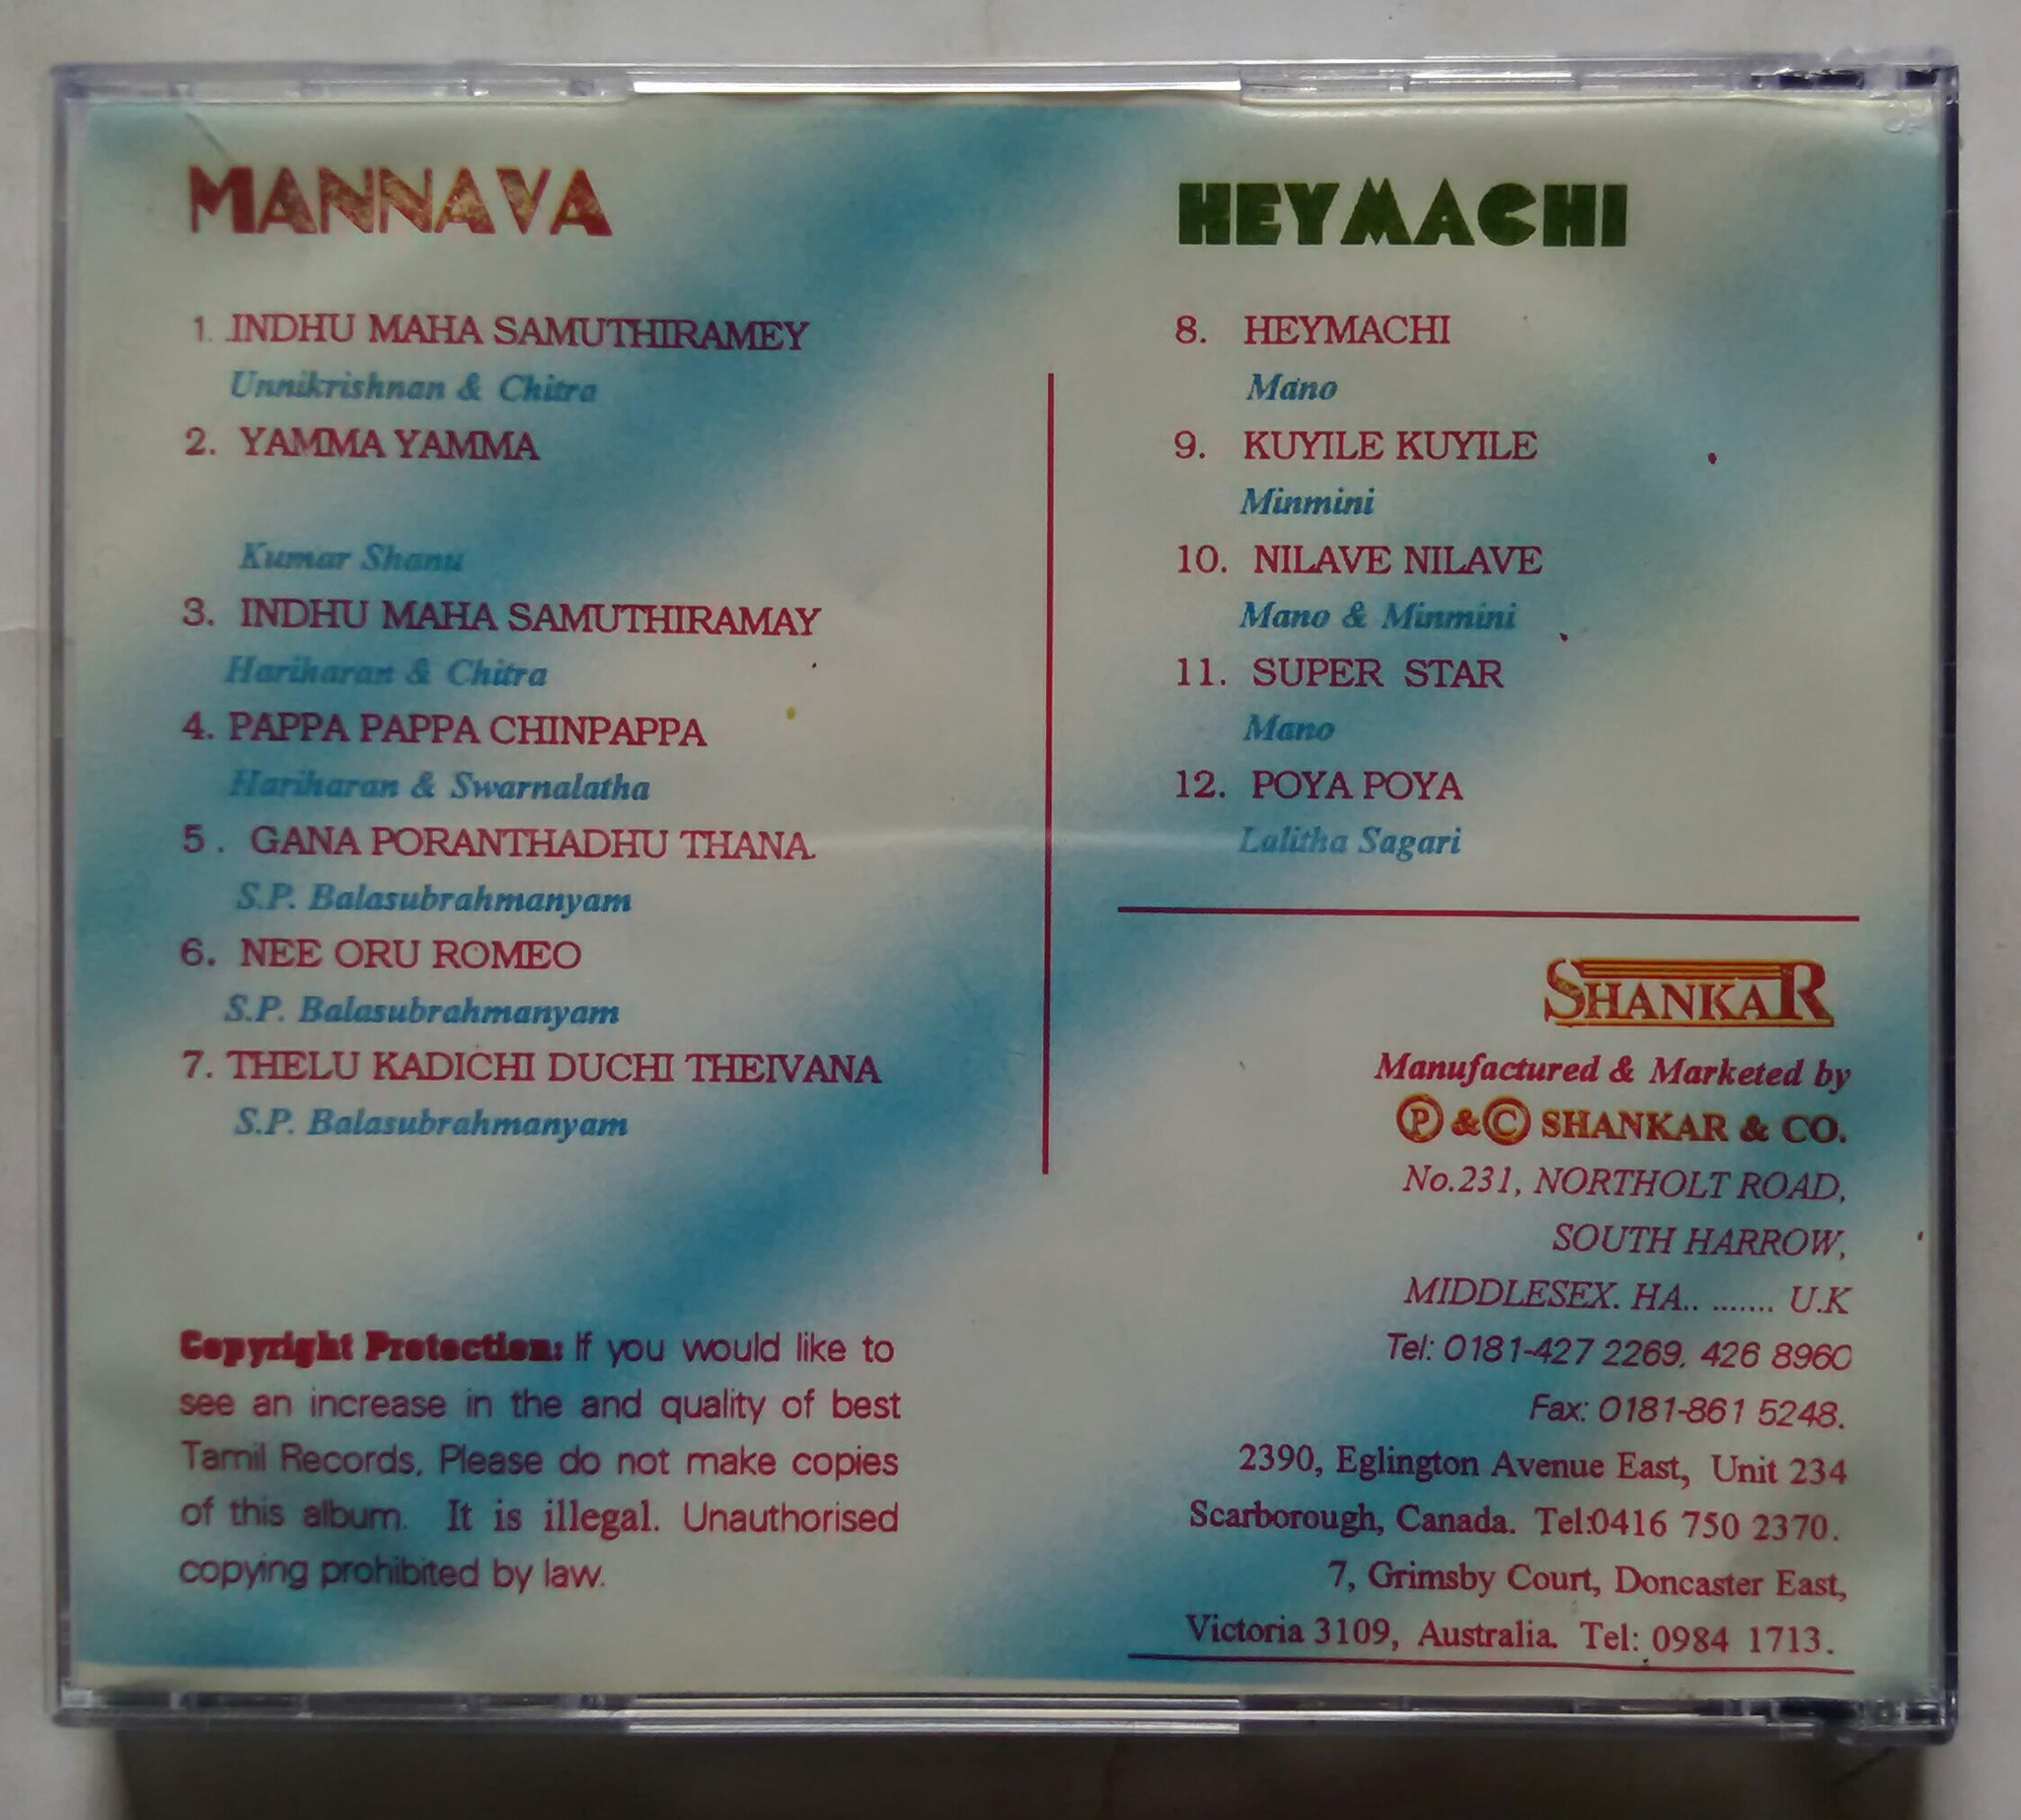 MANNAVA
1. INDHU MAHA SAMUTHIRAMEY
Unnikrishnan & Chitra
2. YAMMA YAMMA
Kumar Shanu
3. INDHU MAHA SAMUTHIRAMAY
Hariharan & Chitra
4. PAPPA PAPPA CHINPAPPA
Hariharan & Swarnalatha
5 . GANA PORANTHADHU THANA
S.P. Balasubrahmanyam
6. NEE ORU ROMEO
S.P. Balasubrahmanyam
7. THELU KADICHI DUCHI THEIVANA
S.P. Balasubrahmanyam
Copyright Protection: If you would like to
see an increase in the and quality of best
Tamil Records, Please do not make copies
of this album. It is illegal. Unauthorised
copying prohibited by law.
HEYMACHI
8. HEYMACHI
Mano
9. KUYILE KUYILE
Minmini
10. NILAVE NILAVE
Mano & Minmini
11. SUPER STAR
Mano
12. POYA POYA
Lalitha Sagari
SHANKAR
Manufactured & Marketed by
Ⓟ & © SHANKAR & CO.
No.231, NORTHOLT ROAD,
SOUTH HARROW,
MIDDLESEX. HA.. ....... U.K
Tel: 0181-427 2269, 426 8960
Fax: 0181-861 5248.
2390, Eglington Avenue East, Unit 234
Scarborough, Canada. Tel:0416 750 2370.
7, Grimsby Court, Doncaster East,
Victoria 3109, Australia. Tel: 0984 1713.